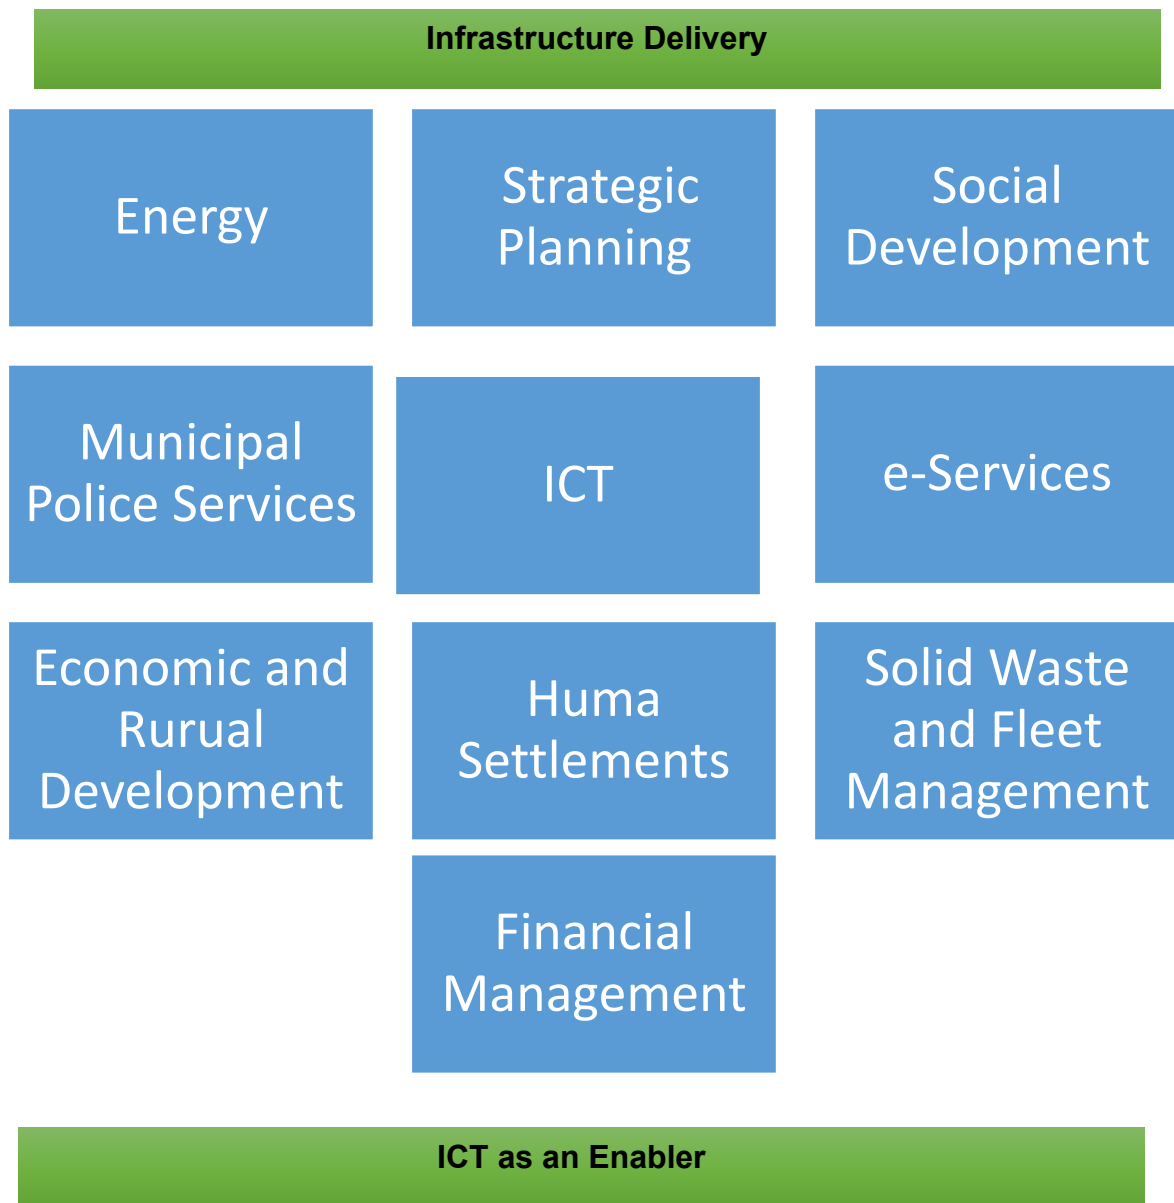 Infrastructure Delivery
Energy
Strategic
Planning
Social
Development
Municipal
Police Services
ICT
e-Services
Economic and
Rurual
Development
Huma
Settlements
Solid Waste
and Fleet
Management
Financial
Management
ICT as an Enabler